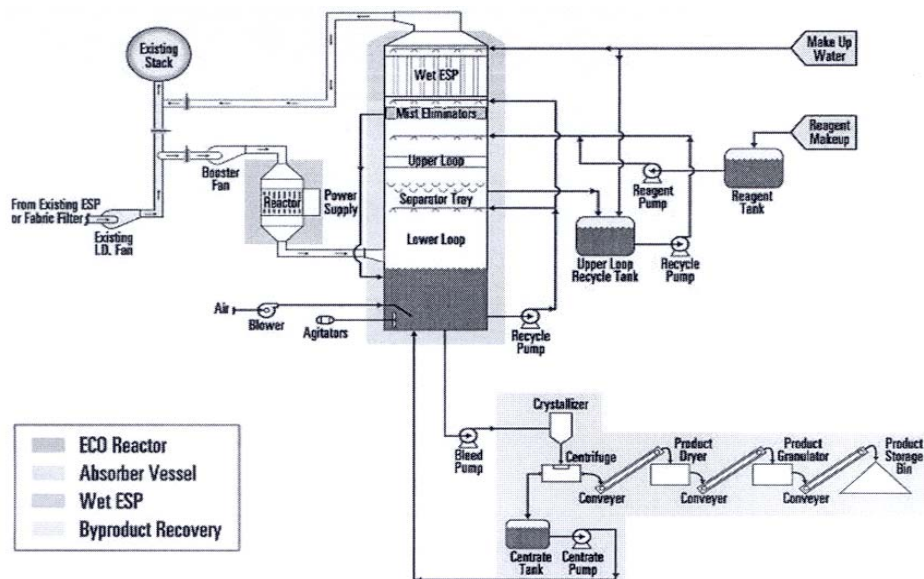 Existing
Stack
Wet ESP
Make Up
Water
Mist Eliminators
Reagent
Makeup
Upper Loop
Booster
Fan
Reagent
Pump
Reagent
Tank
From Existing ESP
or Fabric Filter
Existing
I.D. Fan
Reactor
Power
Supply
Separator Tray
Lower Loop
Upper Loop
Recycle Tank
Recycle
Pump
Air
Blower
Agitators
Recycle
Pump
ECO Reactor
Absorber Vessel
Wet ESP
Byproduct Recovery
Crystallizer
Bleed
Pump
Centrifuge
Conveyer
Product
Dryer
Conveyer
Product
Granulator
Conveyer
Product
Storage
Bin
Centrate
Tank
Centrate
Pump